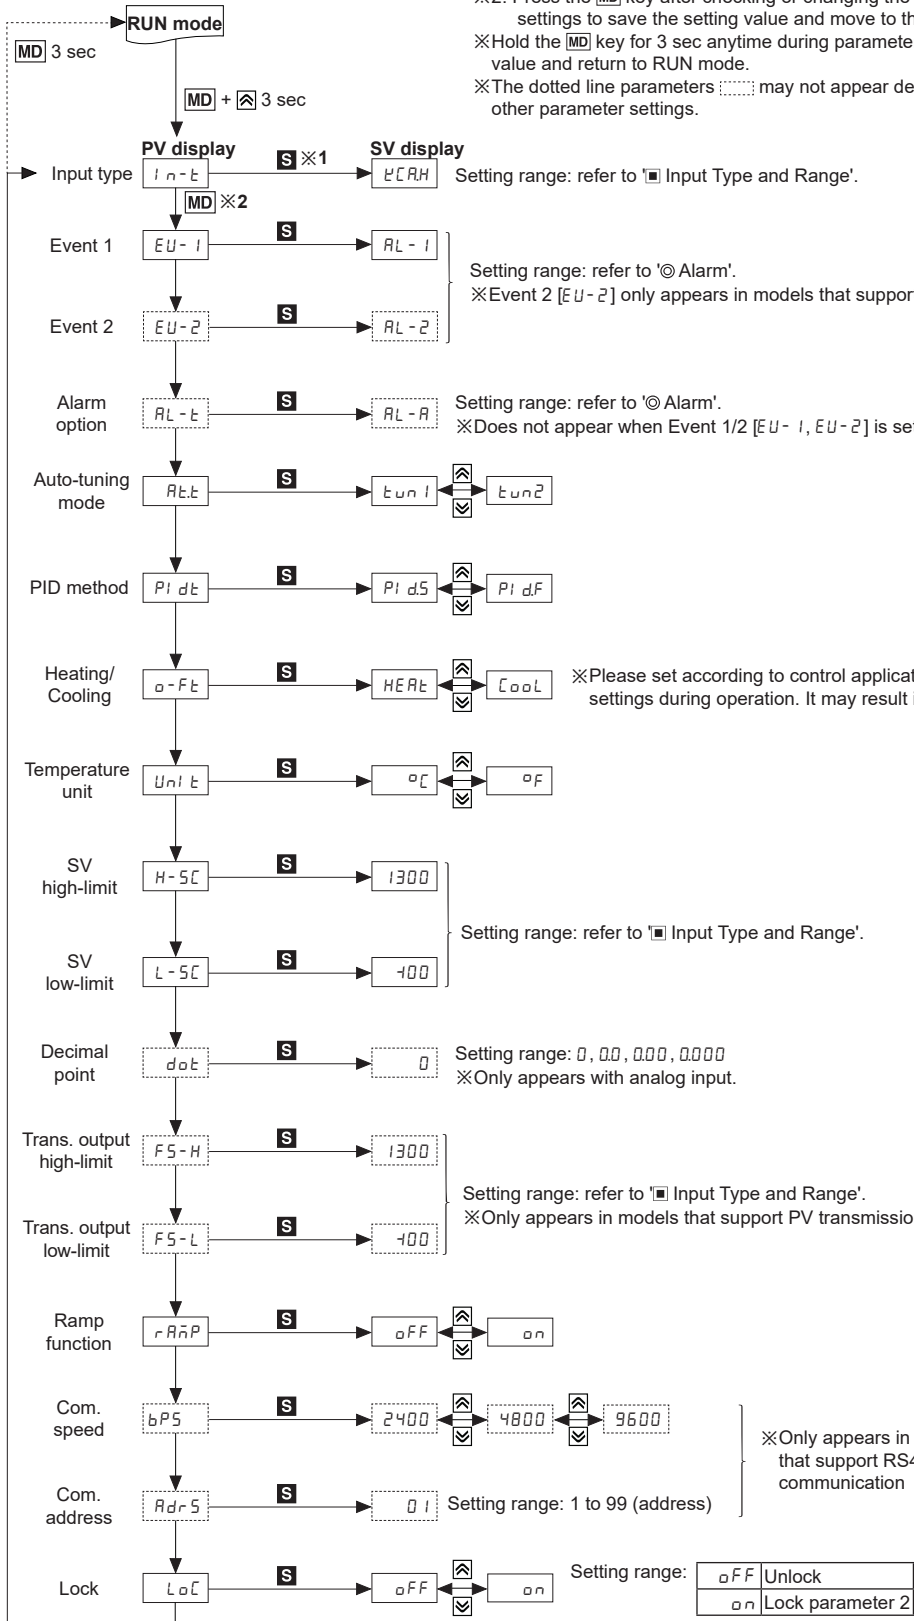 ※2: Press the MD key after checking or changing the
settings to save the setting value and move to th
RUN mode
※Hold the MD key for 3 sec anytime during paramete
value and return to RUN mode.
MD 3 sec
※The dotted line parameters may not appear de
other parameter settings.
MD + 3 sec
PV display S ※1 SV display
Input type In-t KCA.H Setting range: refer to '▣ Input Type and Range'.
MD ※2
Event 1 EV-1 S AL-1
Setting range: refer to '◎ Alarm'.
※Event 2 [EV-2] only appears in models that suppor
Event 2 EV-2 S AL-2
Alarm
option AL-t S AL-A
Setting range: refer to '◎ Alarm'.
※Does not appear when Event 1/2 [EV-1, EV-2] is se
Auto-tuning
mode At.t S tun1 tun2
PID method PIdt S PId.S PId.F
Heating/
Cooling o-Ft S HEAt CooL
※Please set according to control applicat
settings during operation. It may result i
Temperature
unit UnIt S °C °F
SV
high-limit H-SC S 1300
Setting range: refer to '▣ Input Type and Range'.
SV
low-limit L-SC S -100
Decimal
point dot S 0
Setting range: 0, 0.0, 0.00, 0.000
※Only appears with analog input.
Trans. output
high-limit FS-H S 1300
Setting range: refer to '▣ Input Type and Range'.
※Only appears in models that support PV transmissio
Trans. output
low-limit FS-L S -100
Ramp
function rAmP S oFF on
Com.
speed bPS S 2400 4800 9600
※Only appears in
that support RS4
communication
Com.
address AdrS S 01 Setting range: 1 to 99 (address)
Lock LoC S oFF on
Setting range: oFF Unlock
on Lock parameter 2